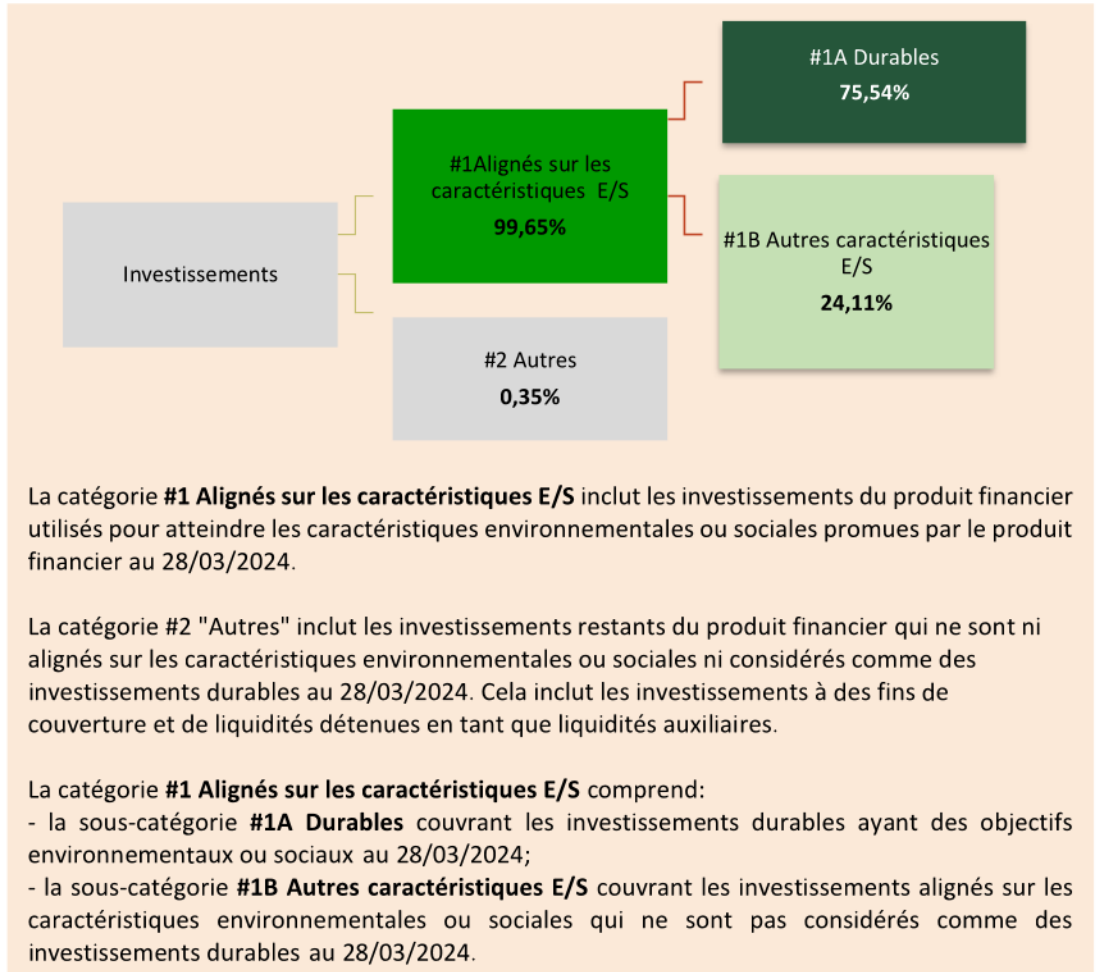 #1A Durables
75,54%
#1Alignés sur les
caractéristiques E/S
99,65%
#1B Autres caractéristiques
E/S
24,11%
Investissements
#2 Autres
0,35%
La catégorie #1 Alignés sur les caractéristiques E/S inclut les investissements du produit financier
utilisés pour atteindre les caractéristiques environnementales ou sociales promues par le produit
financier au 28/03/2024.
La catégorie #2 "Autres" inclut les investissements restants du produit financier qui ne sont ni
alignés sur les caractéristiques environnementales ou sociales ni considérés comme des
investissements durables au 28/03/2024. Cela inclut les investissements à des fins de
couverture et de liquidités détenues en tant que liquidités auxiliaires.
La catégorie #1 Alignés sur les caractéristiques E/S comprend:
- la sous-catégorie #1A Durables couvrant les investissements durables ayant des objectifs
environnementaux ou sociaux au 28/03/2024;
- la sous-catégorie #1B Autres caractéristiques E/S couvrant les investissements alignés sur les
caractéristiques environnementales ou sociales qui ne sont pas considérés comme des
investissements durables au 28/03/2024.